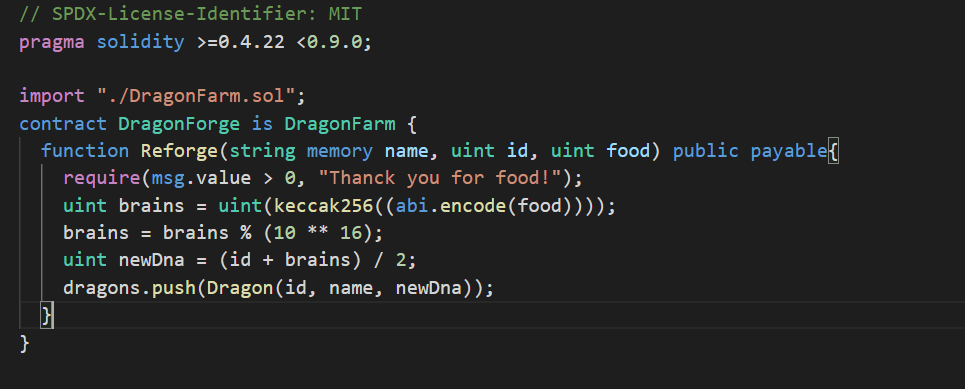 // SPDX-License-Identifier: MIT
pragma solidity >=0.4.22 <0.9.0;
import "./DragonFarm.sol";
contract DragonForge is DragonFarm {
function Reforge(string memory name, uint id, uint food) public payable{
require(msg.value > 0, "Thanck you for food!");
uint brains = uint(keccak256((abi.encode(food))));
brains = brains % (10 ** 16);
uint newDna = (id + brains) / 2;
dragons.push(Dragon(id, name, newDna));
}
}